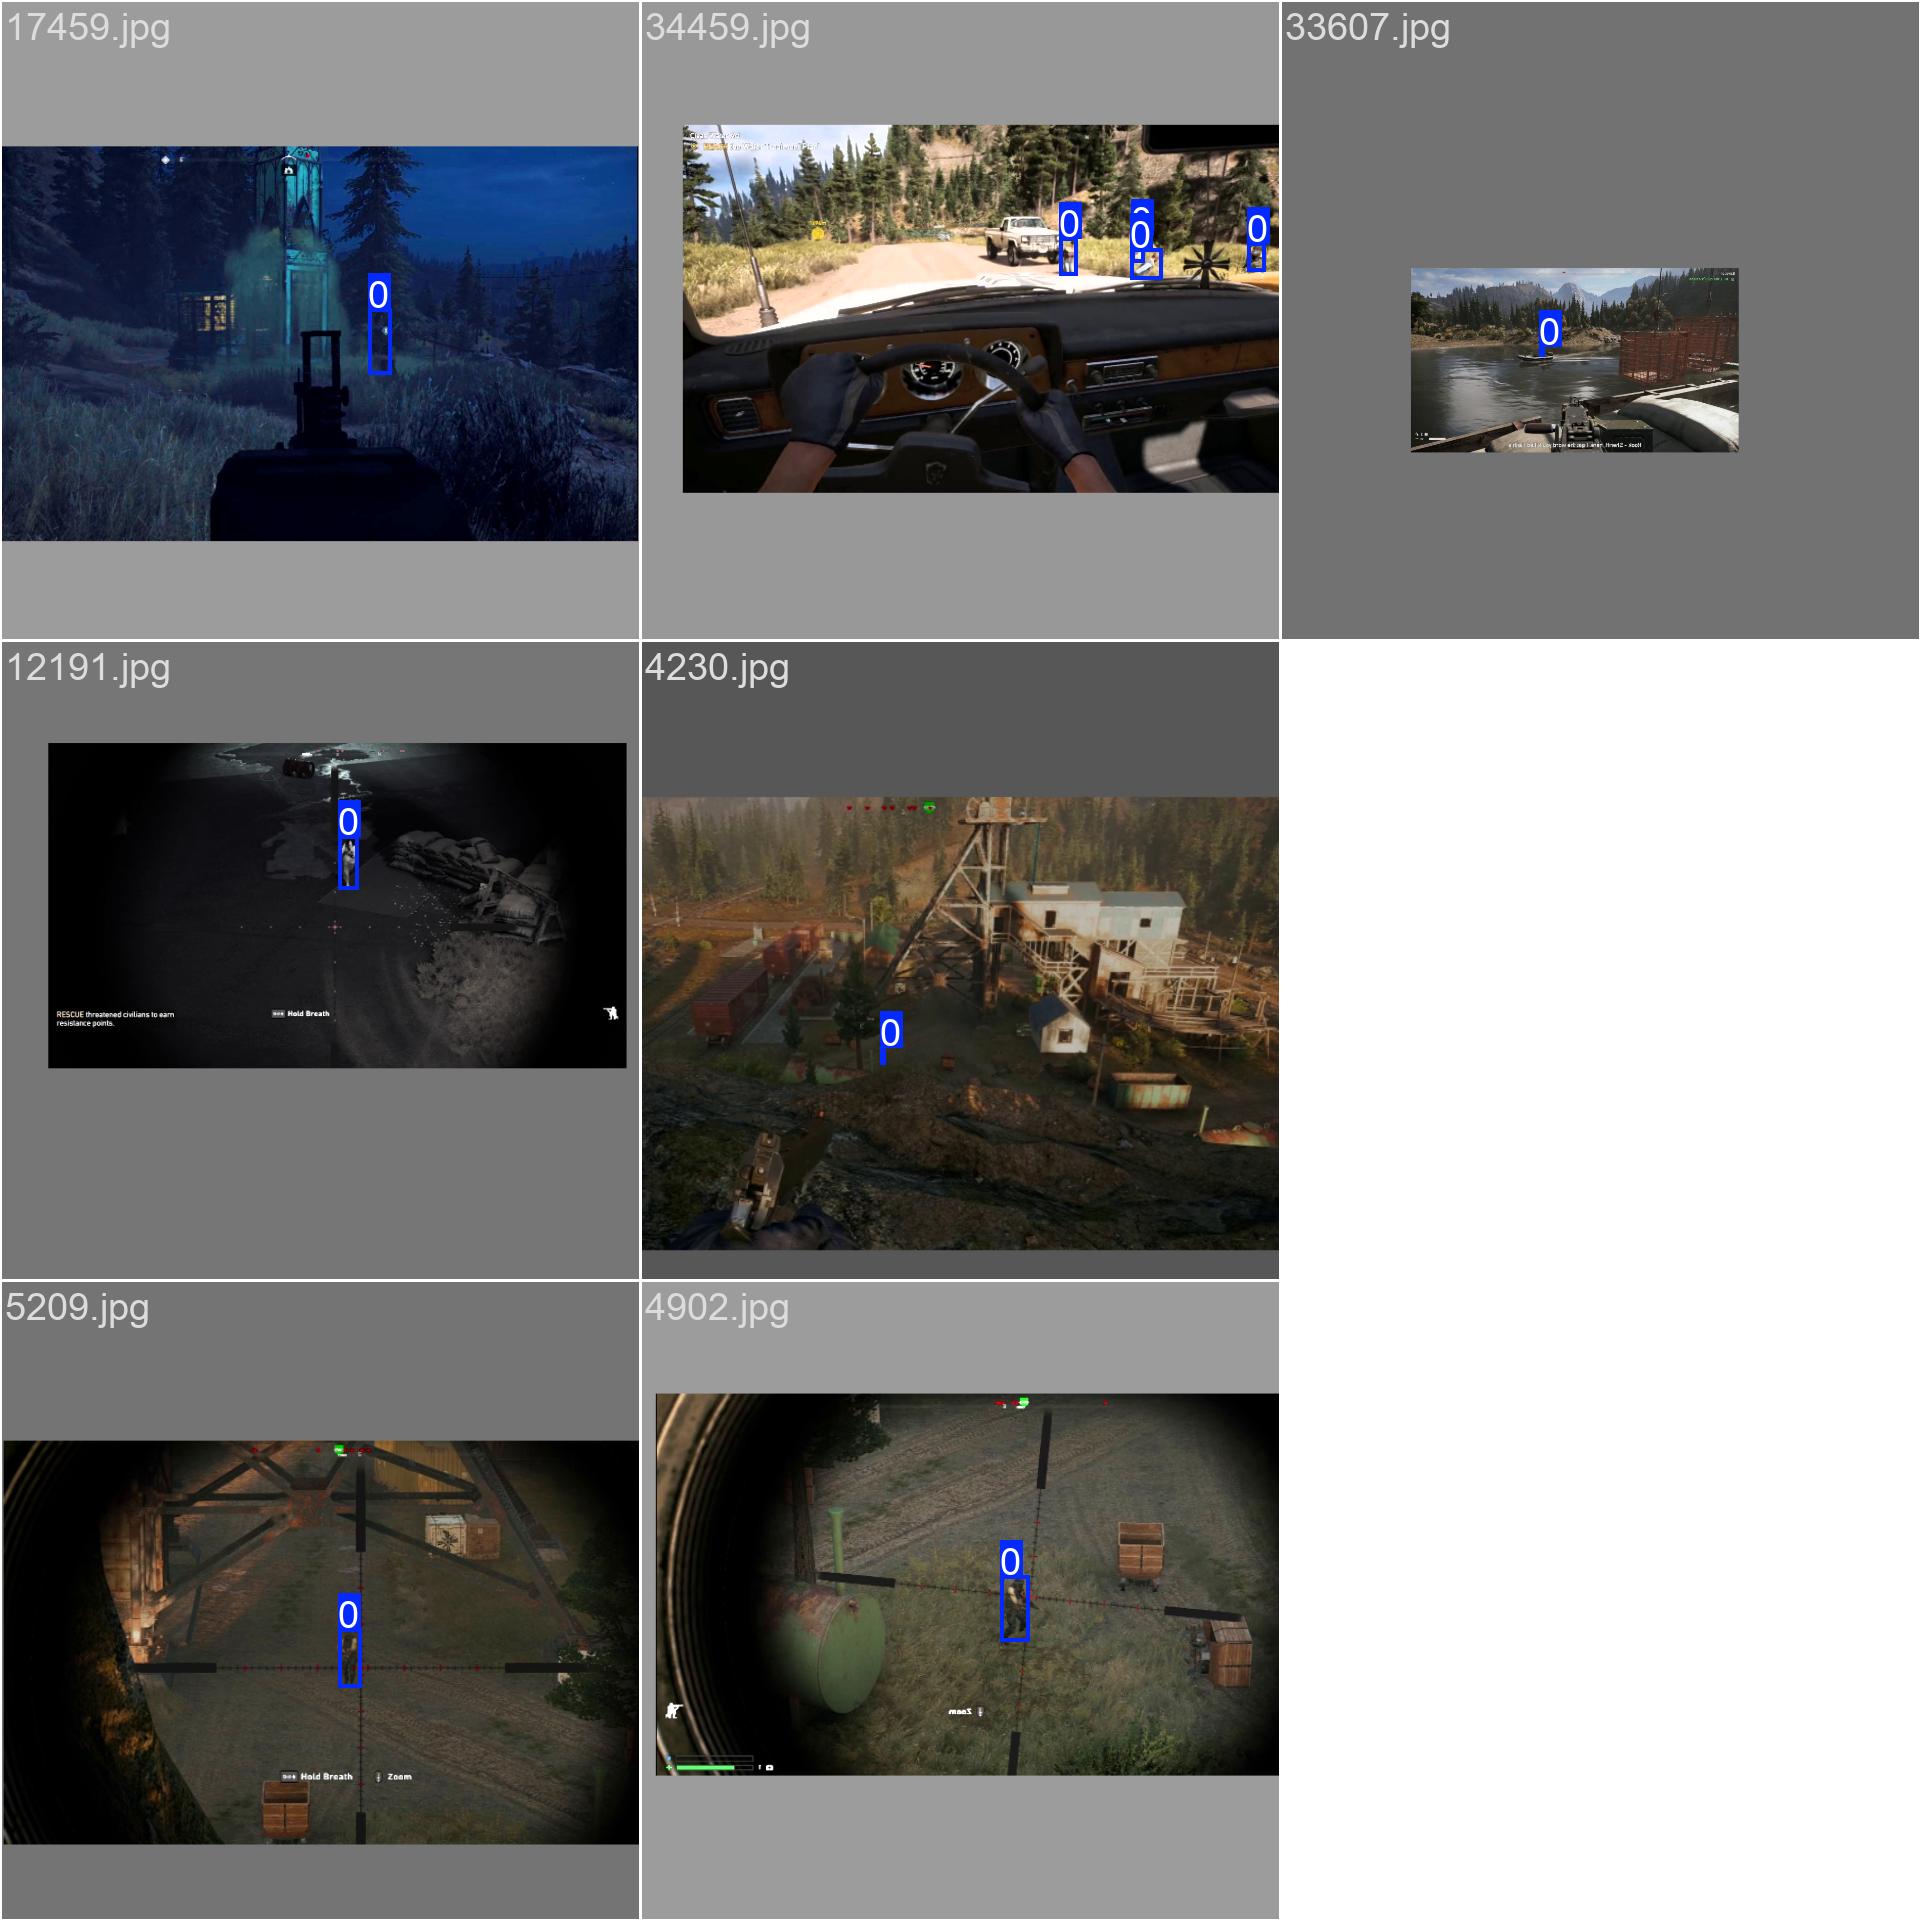 17459.jpg
34459.jpg
33607.jpg
0
0
0
0
0
0
12191.jpg
4230.jpg
0
RESCUE threatened civilians to earn
resistance points.
Hold Breath
0
5209.jpg
4902.jpg
0
0
Hold Breath
Zoom
Zoom